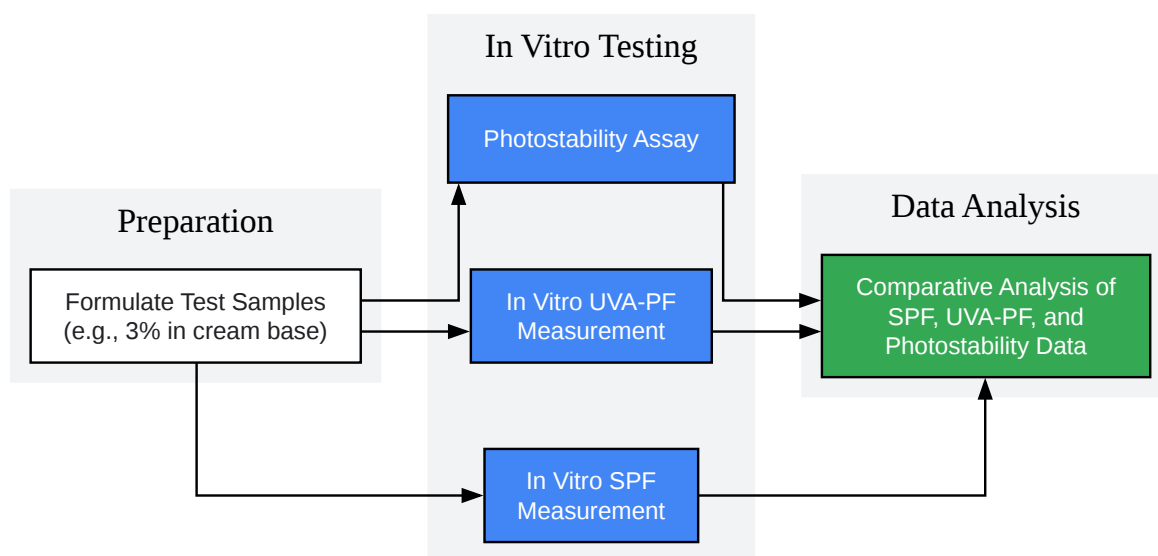 In Vitro Testing
Photostability Assay
Preparation
Formulate Test Samples
(e.g., 3% in cream base)
In Vitro UVA-PF
Measurement
In Vitro SPF
Measurement
Data Analysis
Comparative Analysis of
SPF, UVA-PF, and
Photostability Data